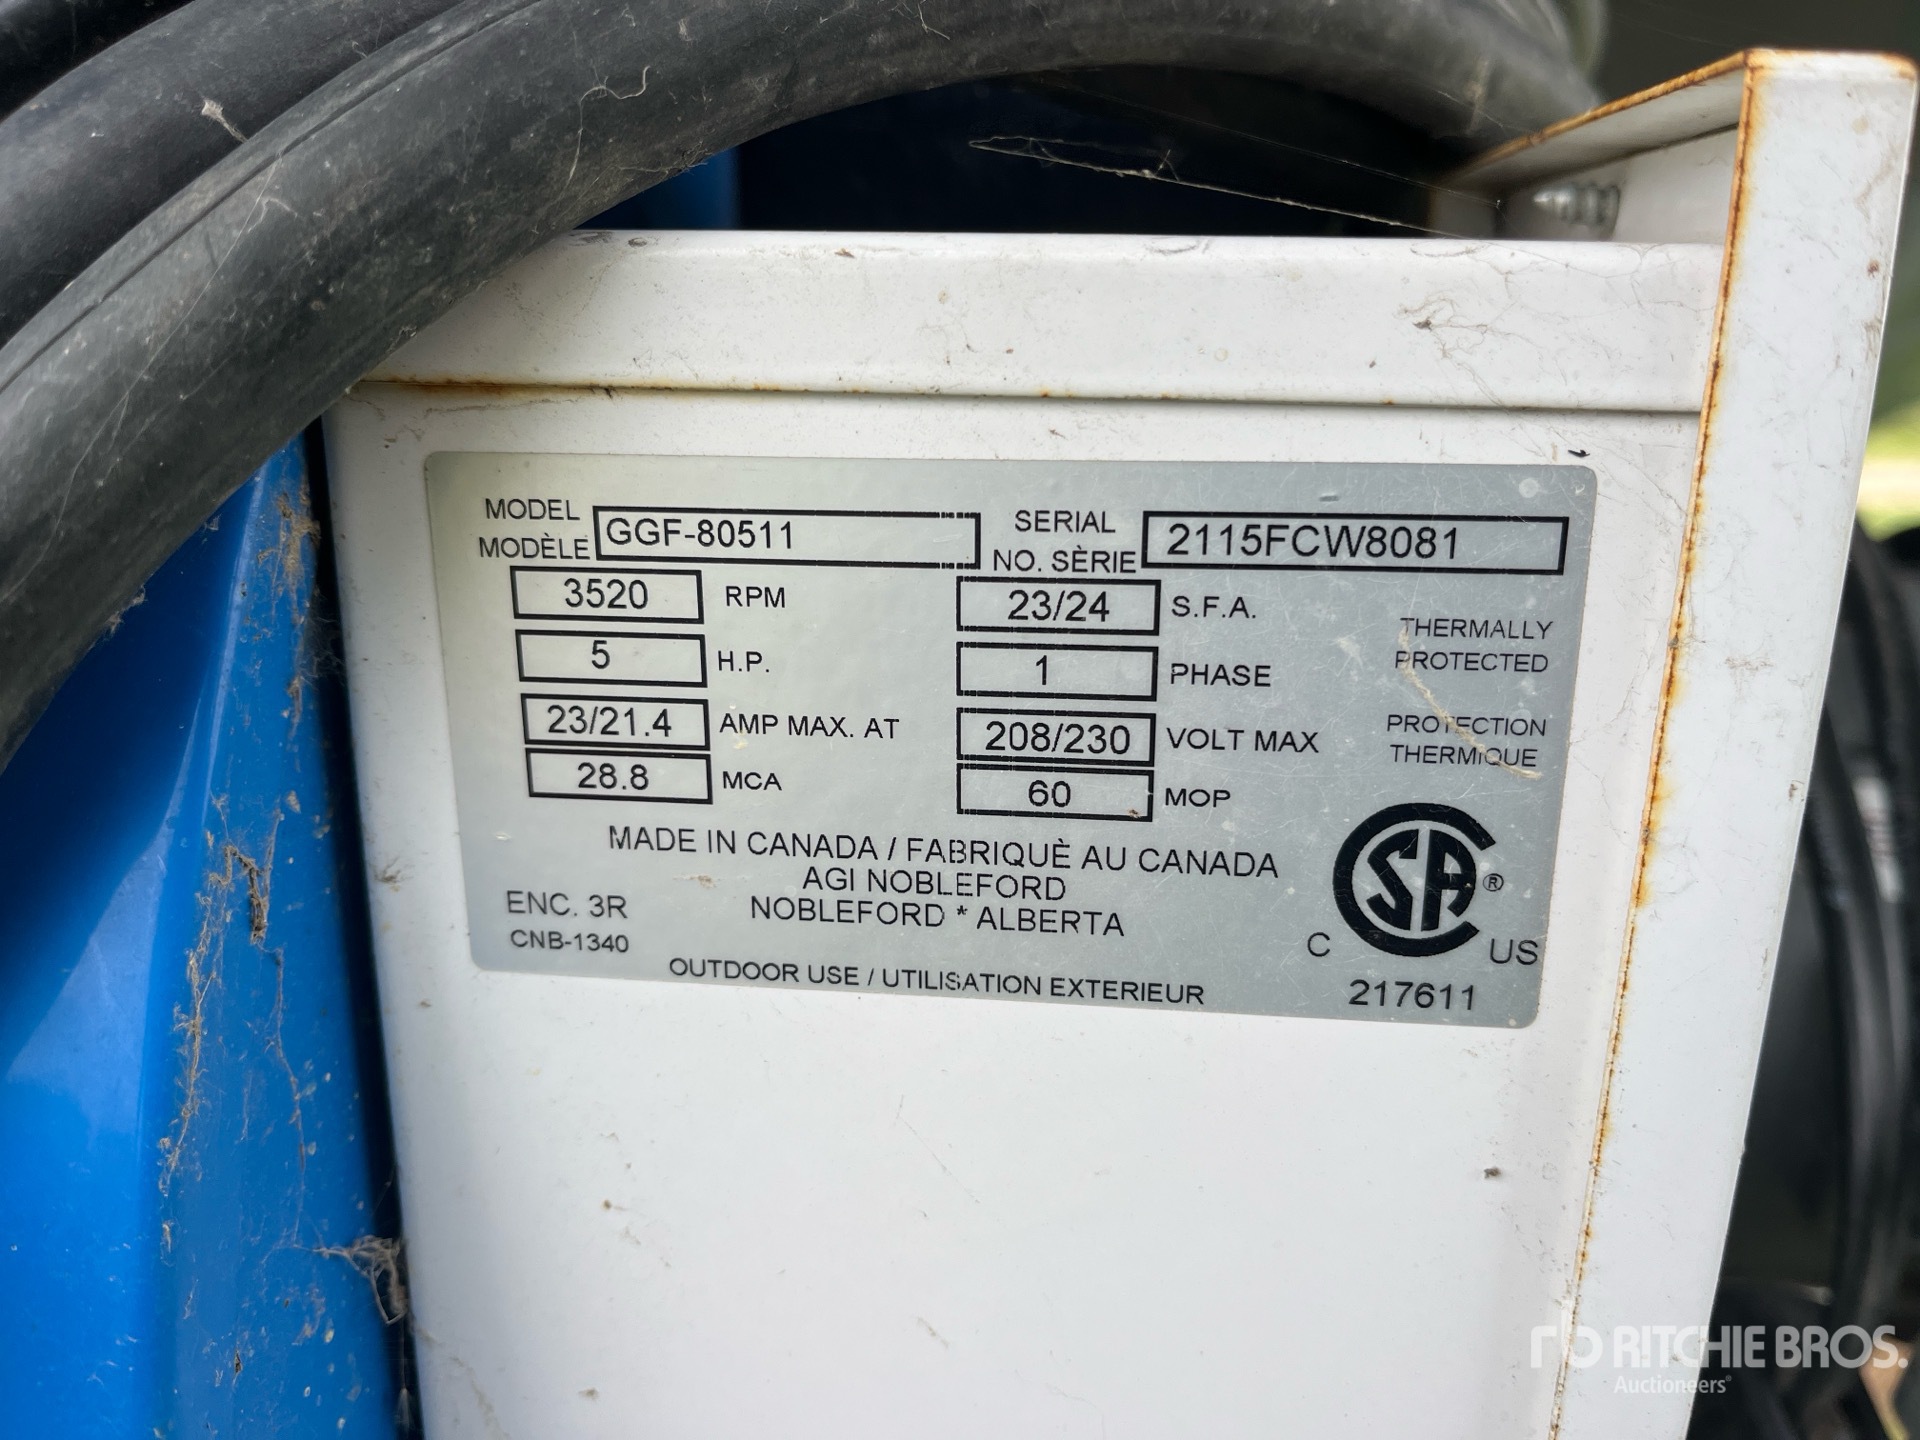 MODEL
MODÈLE GGF-80511
SERIAL
NO. SÈRIE 2115FCW8081
3520 RPM
23/24 S.F.A.
5 H.P.
1 PHASE
THERMALLY
PROTECTED
23/21.4 AMP MAX. AT
208/230 VOLT MAX
PROTECTION
THERMIQUE
28.8 MCA
60 MOP
MADE IN CANADA / FABRIQUÈ AU CANADA
AGI NOBLEFORD
NOBLEFORD * ALBERTA
ENC. 3R
CNB-1340
OUTDOOR USE / UTILISATION EXTERIEUR
C SA ® US
217611
rb RITCHIE BROS.
Auctioneers®